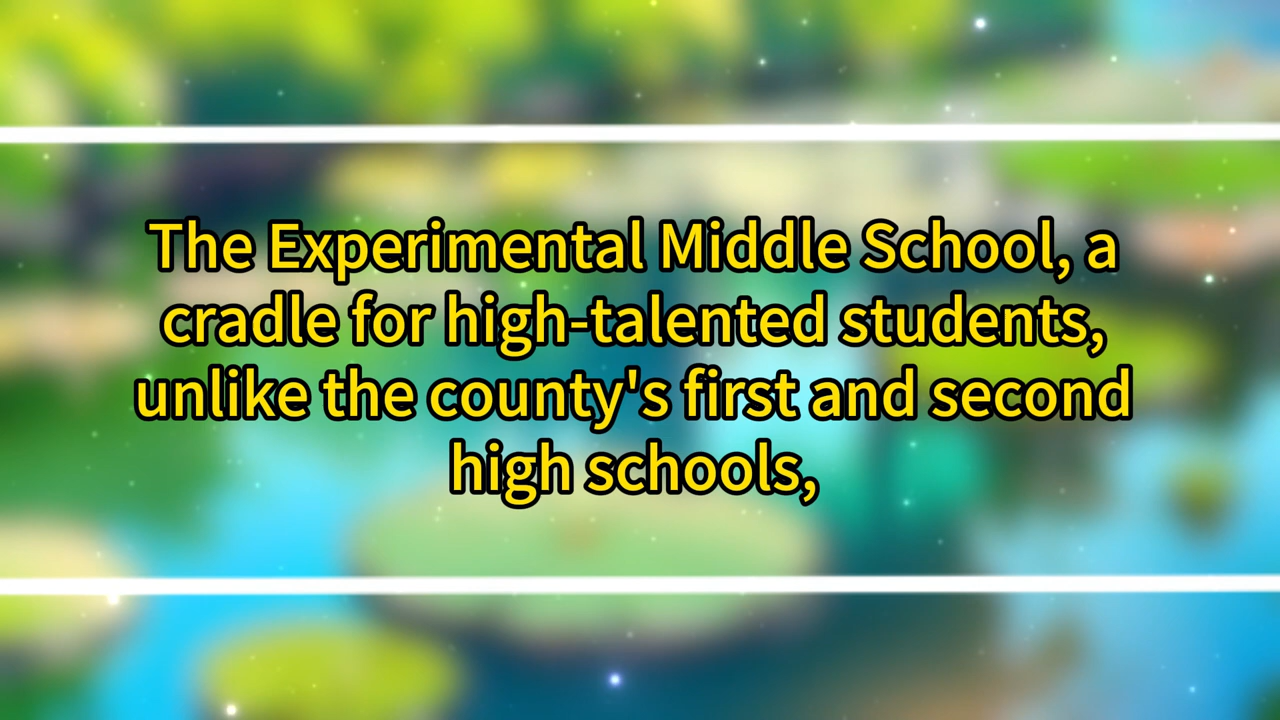 The Experimental Middle School, a
cradle for high-talented students,
unlike the county's first and second
high schools,